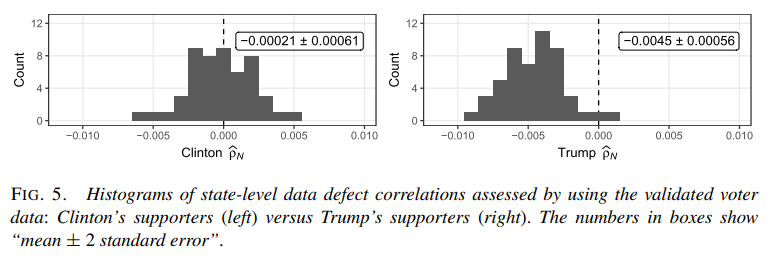 12
8
4
0
Count
−0.00021 ± 0.00061
−0.010 −0.005 0.000 0.005 0.010
Clinton ρ̂N
12
8
4
0
Count
−0.0045 ± 0.00056
−0.010 −0.005 0.000 0.005 0.010
Trump ρ̂N
FIG. 5. Histograms of state-level data defect correlations assessed by using the validated voter
data: Clinton’s supporters (left) versus Trump’s supporters (right). The numbers in boxes show
“mean ± 2 standard error”.